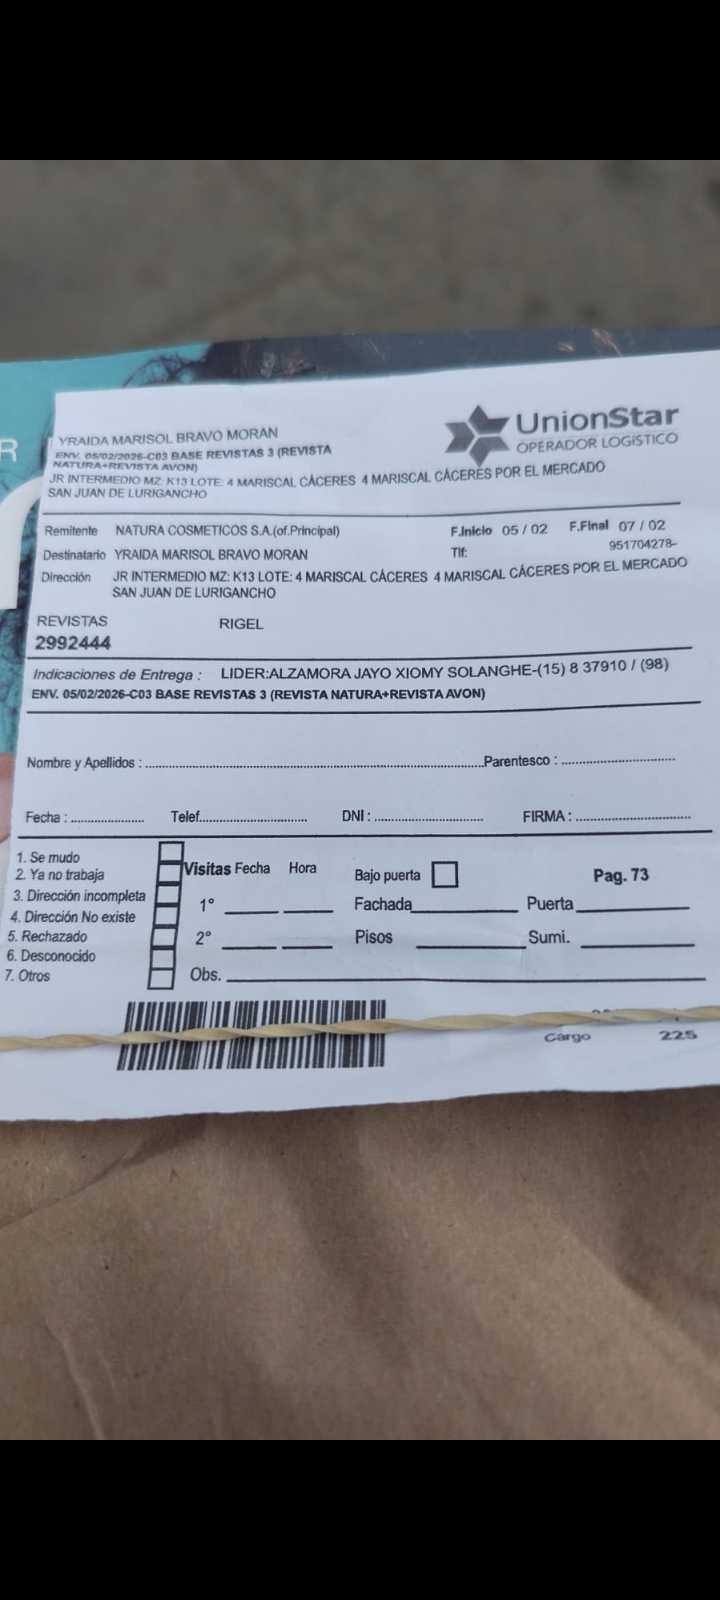 R
YRAIDA MARISOL BRAVO MORAN
ENV. 05/02/2026-C03 BASE REVISTAS 3 (REVISTA
NATURA+REVISTA AVON)
JR INTERMEDIO MZ: K13 LOTE: 4 MARISCAL CÁCERES 4 MARISCAL CÁCERES POR EL MERCADO
SAN JUAN DE LURIGANCHO
UnionStar
OPERADOR LOGíSTICO
Remitente NATURA COSMETICOS S.A.(of.Principal) F.Inicio 05 / 02 F.Final 07 / 02
Destinatario YRAIDA MARISOL BRAVO MORAN Tlf: 951704278-
Dirección JR INTERMEDIO MZ: K13 LOTE: 4 MARISCAL CÁCERES 4 MARISCAL CÁCERES POR EL MERCADO
SAN JUAN DE LURIGANCHO
REVISTAS RIGEL
2992444
Indicaciones de Entrega : LIDER:ALZAMORA JAYO XIOMY SOLANGHE-(15) 8 37910 / (98)
ENV. 05/02/2026-C03 BASE REVISTAS 3 (REVISTA NATURA+REVISTA AVON)
Nombre y Apellidos : Parentesco :
Fecha : Telef. DNI : FIRMA :
1. Se mudo
2. Ya no trabaja
3. Dirección incompleta
4. Dirección No existe
5. Rechazado
6. Desconocido
7. Otros
Visitas Fecha Hora Bajo puerta Pag. 73
1° Fachada Puerta
2° Pisos Sumi.
Obs.
Cargo 225